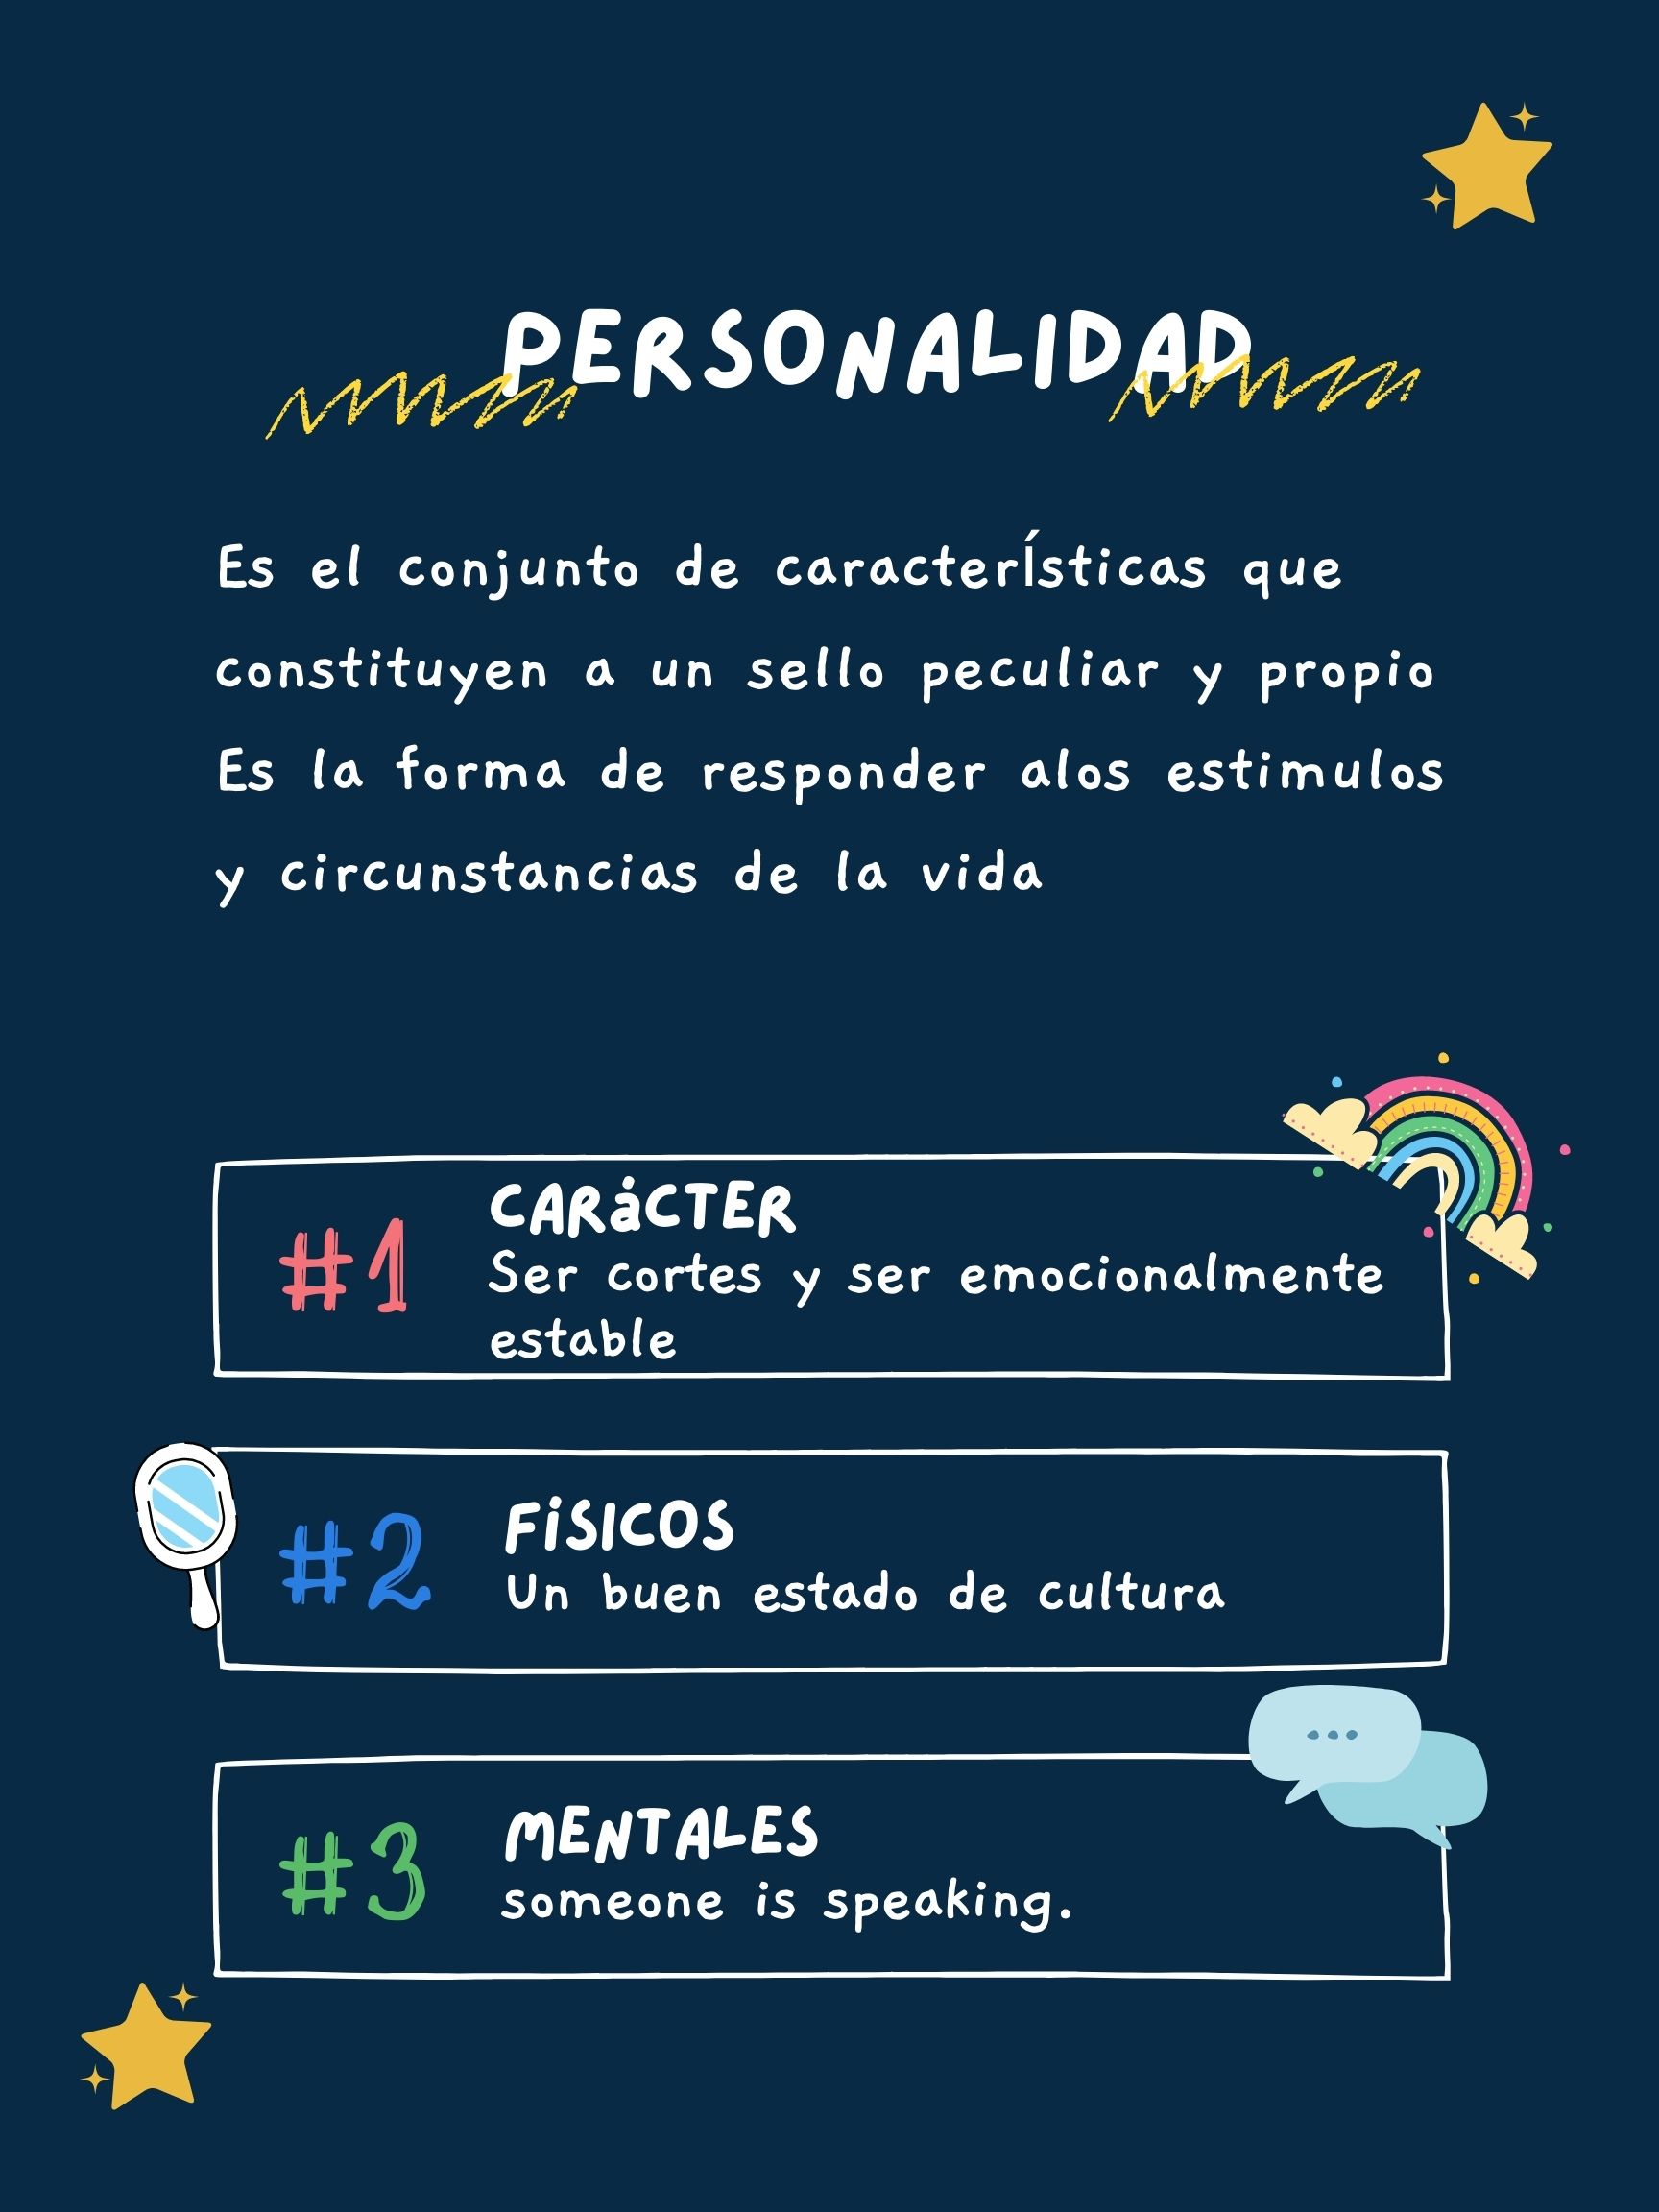 PERSONALIDAD
Es el conjunto de características que
constituyen a un sello peculiar y propio
Es la forma de responder alos estimulos
y circunstancias de la vida
#1
CARáCTER
Ser cortes y ser emocionalmente
estable
#2
FíSICOS
Un buen estado de cultura
#3
MENTALES
someone is speaking.